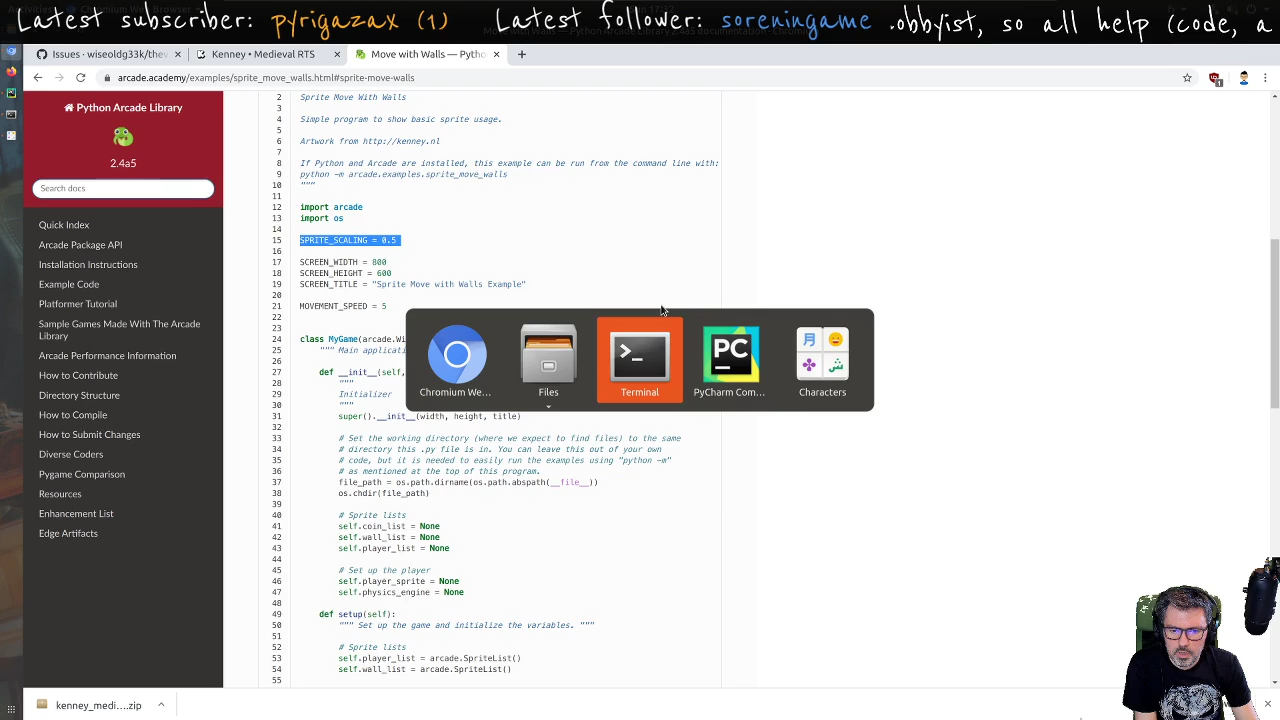 Latest subscriber: pyrigazax (1) Latest follower: soreningame .obbyist, so all help (code, a
Issues · wiseoldg33k/thev
Kenney • Medieval RTS
Move with Walls — Pytho
arcade.academy/examples/sprite_move_walls.html#sprite-move-walls
Python Arcade Library
2.4a5
Search docs
Quick Index
Arcade Package API
Installation Instructions
Example Code
Platformer Tutorial
Sample Games Made With The Arcade
Library
Arcade Performance Information
How to Contribute
Directory Structure
How to Compile
How to Submit Changes
Diverse Coders
Pygame Comparison
Resources
Enhancement List
Edge Artifacts
2 Sprite Move With Walls
3
4 Simple program to show basic sprite usage.
5
6 Artwork from http://kenney.nl
7
8 If Python and Arcade are installed, this example can be run from the command line with:
9 python -m arcade.examples.sprite_move_walls
10 """
11
12 import arcade
13 import os
14
15 SPRITE_SCALING = 0.5
16
17 SCREEN_WIDTH = 800
18 SCREEN_HEIGHT = 600
19 SCREEN_TITLE = "Sprite Move with Walls Example"
20
21 MOVEMENT_SPEED = 5
22
23
24 class MyGame(arcade.Wi
25 """ Main applicatio
26
27 def __init__(self,
28 """
29 Initializer
30 """
31 super().__init__(width, height, title)
32
33 # Set the working directory (where we expect to find files) to the same
34 # directory this .py file is in. You can leave this out of your own
35 # code, but it is needed to easily run the examples using "python -m"
36 # as mentioned at the top of this program.
37 file_path = os.path.dirname(os.path.abspath(__file__))
38 os.chdir(file_path)
39
40 # Sprite lists
41 self.coin_list = None
42 self.wall_list = None
43 self.player_list = None
44
45 # Set up the player
46 self.player_sprite = None
47 self.physics_engine = None
48
49 def setup(self):
50 """ Set up the game and initialize the variables. """
51
52 # Sprite lists
53 self.player_list = arcade.SpriteList()
54 self.wall_list = arcade.SpriteList()
55
Chromium We...
Files
Terminal
PyCharm Com...
Characters
kenney_medi....zip